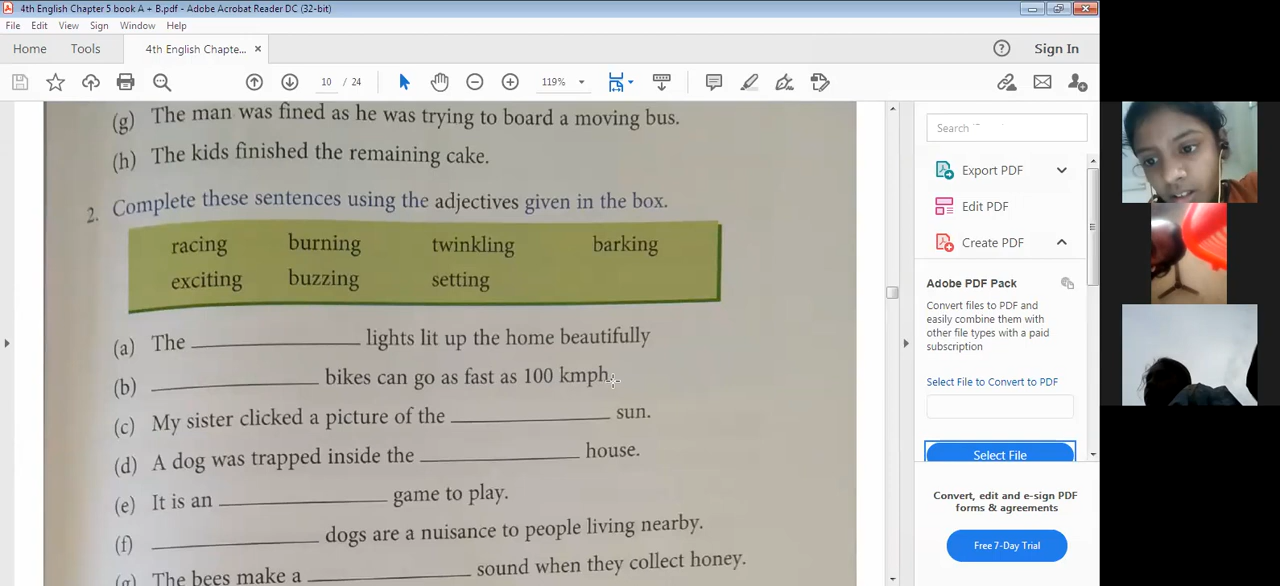 4th English Chapter 5 book A + B.pdf - Adobe Acrobat Reader DC (32-bit)
File Edit View Sign Window Help
Home Tools 4th English Chapte... × Sign In
10 / 24 119%
(g) The man was fined as he was trying to board a moving bus.
(h) The kids finished the remaining cake.
2. Complete these sentences using the adjectives given in the box.
racing burning twinkling barking
exciting buzzing setting
(a) The ____________ lights lit up the home beautifully
(b) ____________ bikes can go as fast as 100 kmph.
(c) My sister clicked a picture of the ____________ sun.
(d) A dog was trapped inside the ____________ house.
(e) It is an ____________ game to play.
(f) ____________ dogs are a nuisance to people living nearby.
(g) The bees make a ____________ sound when they collect honey.
Search
Export PDF
Edit PDF
Create PDF
Adobe PDF Pack
Convert files to PDF and
easily combine them with
other file types with a paid
subscription
Select File to Convert to PDF
Select File
Convert, edit and e-sign PDF
forms & agreements
Free 7-Day Trial